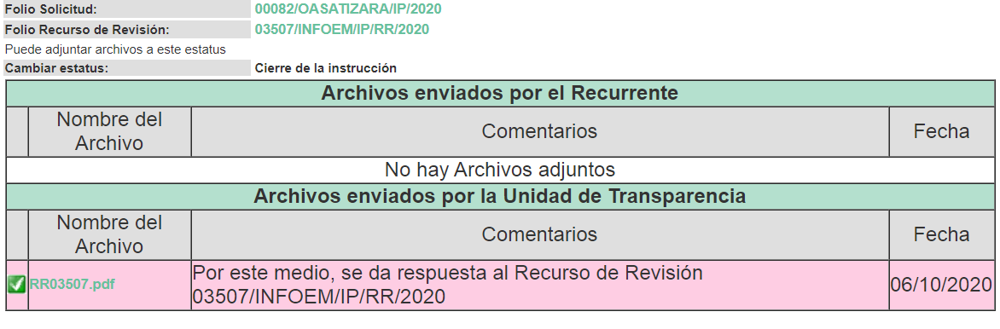 Folio Solicitud: 00082/OASATIZARA/IP/2020
Folio Recurso de Revisión: 03507/INFOEM/IP/RR/2020
Puede adjuntar archivos a este estatus
Cambiar estatus: Cierre de la instrucción
Archivos enviados por el Recurrente
Nombre del
Archivo
Comentarios
Fecha
No hay Archivos adjuntos
Archivos enviados por la Unidad de Transparencia
Nombre del
Archivo
Comentarios
Fecha
RR03507.pdf
Por este medio, se da respuesta al Recurso de Revisión
03507/INFOEM/IP/RR/2020
06/10/2020